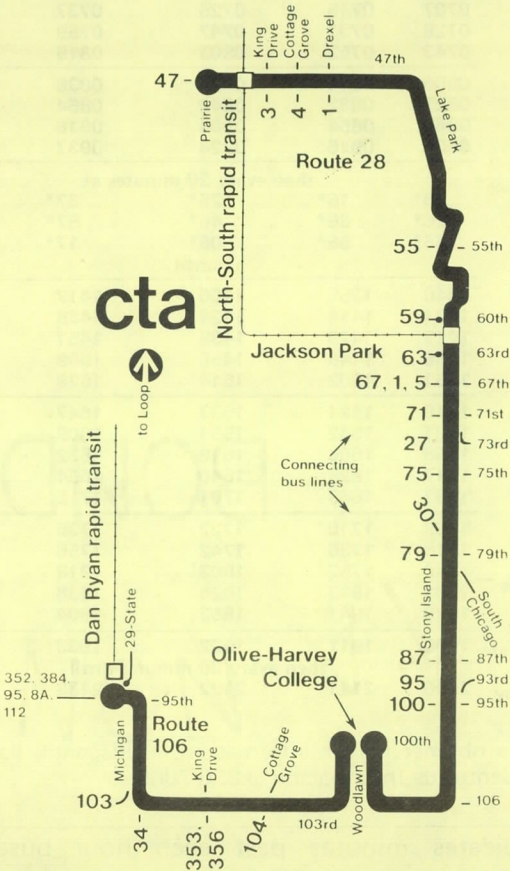 King
Drive
Cottage
Grove
Drexel
47th
47
Prairie
3
4
1
Lake Park
North-South rapid transit
Route 28
55
55th
cta
59
60th
Jackson Park
63
63rd
67, 1, 5
67th
to Loop
71
71st
27
73rd
Connecting
bus lines
75
75th
30
Dan Ryan rapid transit
79
79th
Stony Island
South
Chicago
29-State
Olive-Harvey
College
87
87th
352. 384.
95. 8A.
112
95
93rd
95th
100
95th
Michigan
Route
106
King
Drive
Cottage
Grove
100th
103
103rd
Woodlawn
106
34
353.
356
104